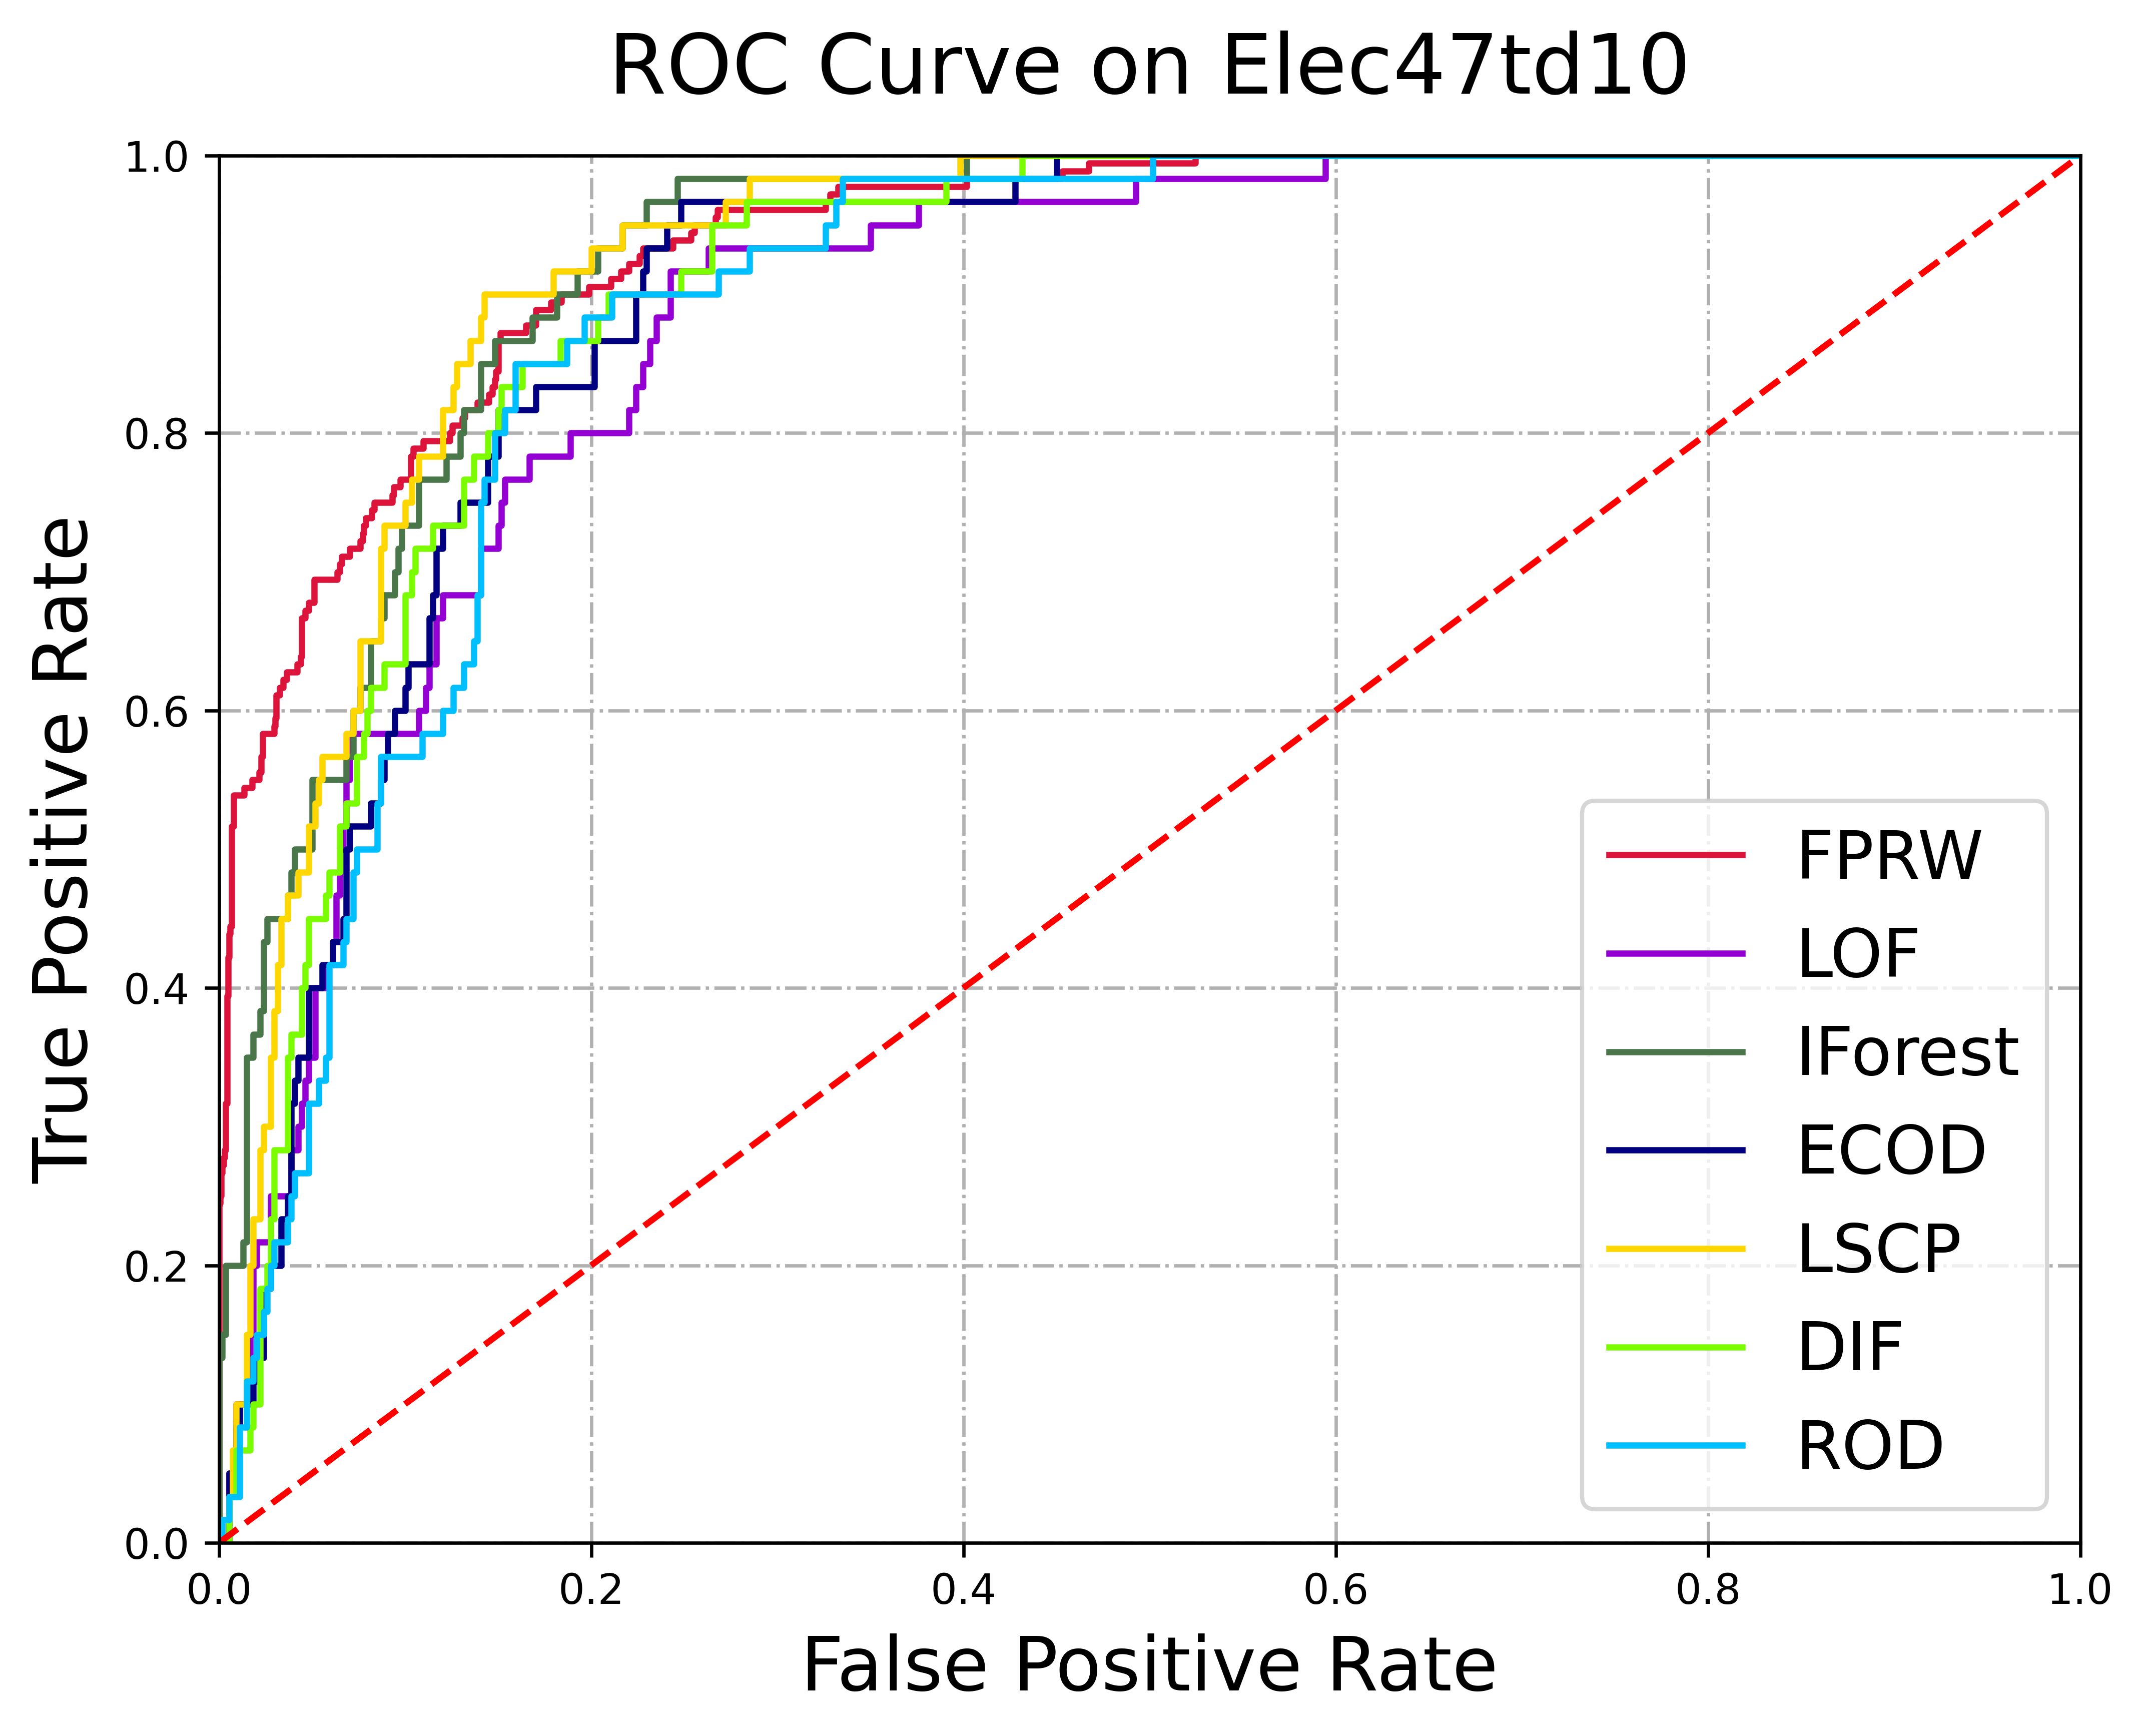 ROC Curve on Elec47td10
1.0
0.8
0.6
0.4
0.2
0.0
True Positive Rate
FPRW
LOF
IForest
ECOD
LSCP
DIF
ROD
0.0 0.2 0.4 0.6 0.8 1.0
False Positive Rate